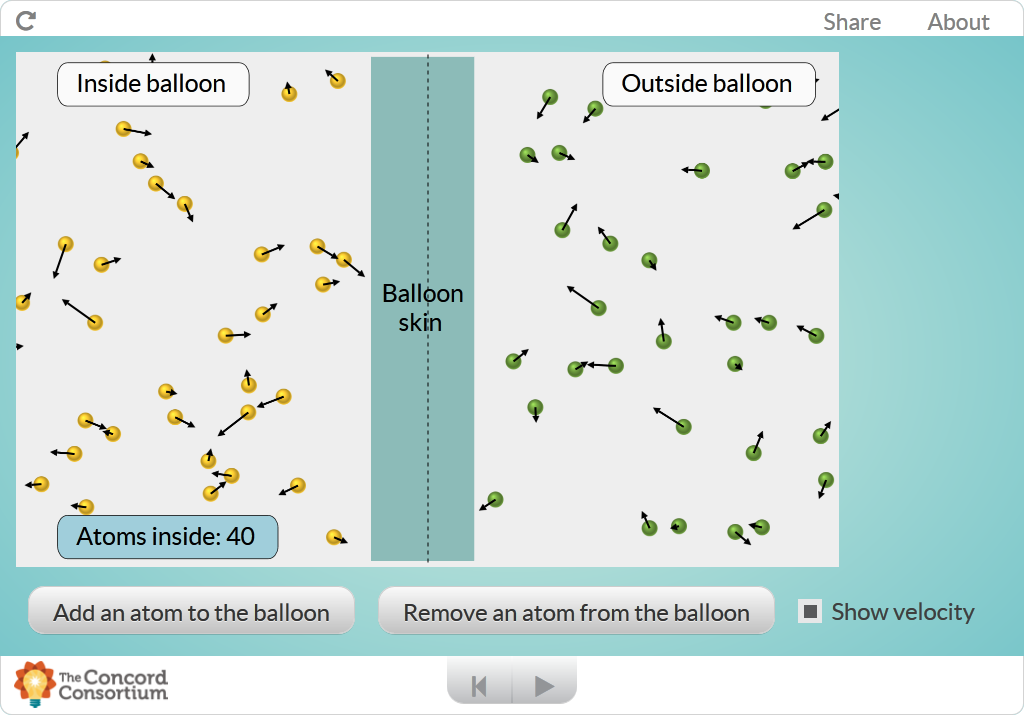 Share About
Inside balloon
Outside balloon
Balloon
skin
Atoms inside: 40
Add an atom to the balloon
Remove an atom from the balloon
Show velocity
The Concord
Consortium